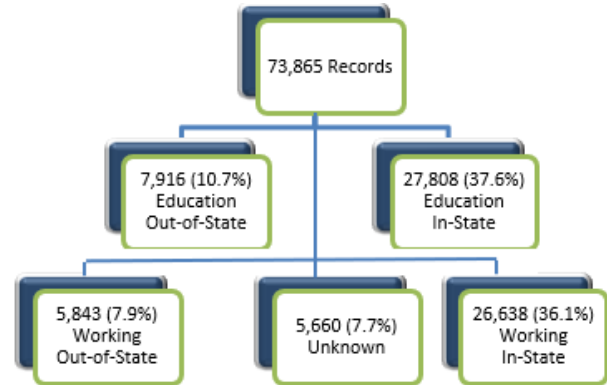 73,865 Records
7,916 (10.7%)
Education
Out-of-State
27,808 (37.6%)
Education
In-State
5,843 (7.9%)
Working
Out-of-State
5,660 (7.7%)
Unknown
26,638 (36.1%)
Working
In-State